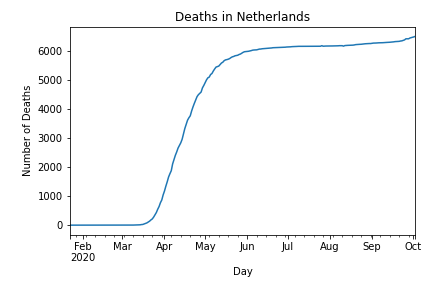 Deaths in Netherlands
Number of Deaths
6000
5000
4000
3000
2000
1000
0
Feb Mar Apr May Jun Jul Aug Sep Oct
2020
Day